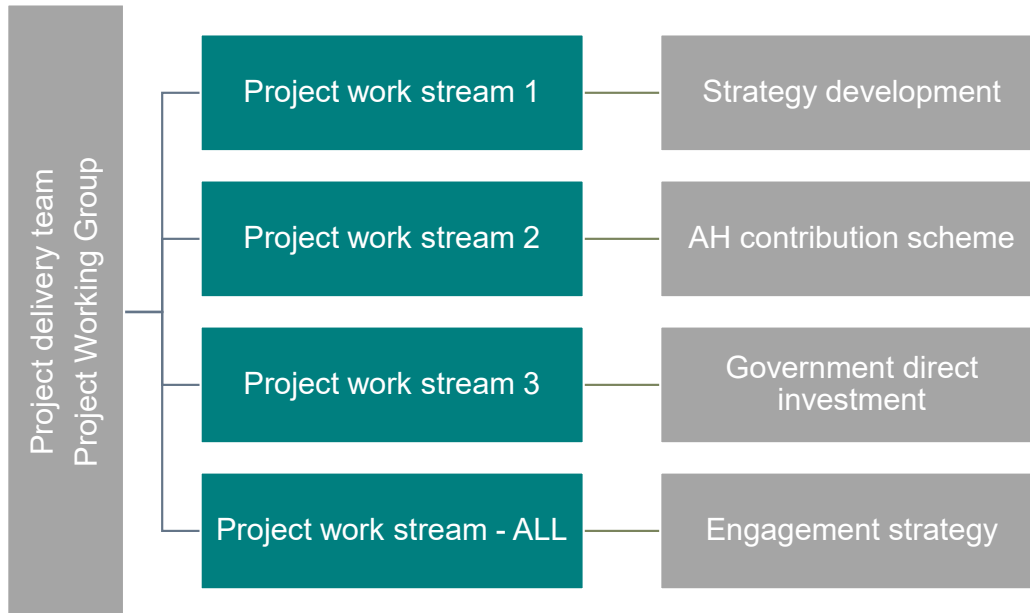 Project delivery team
Project Working Group
Project work stream 1
Strategy development
Project work stream 2
AH contribution scheme
Project work stream 3
Government direct
investment
Project work stream - ALL
Engagement strategy